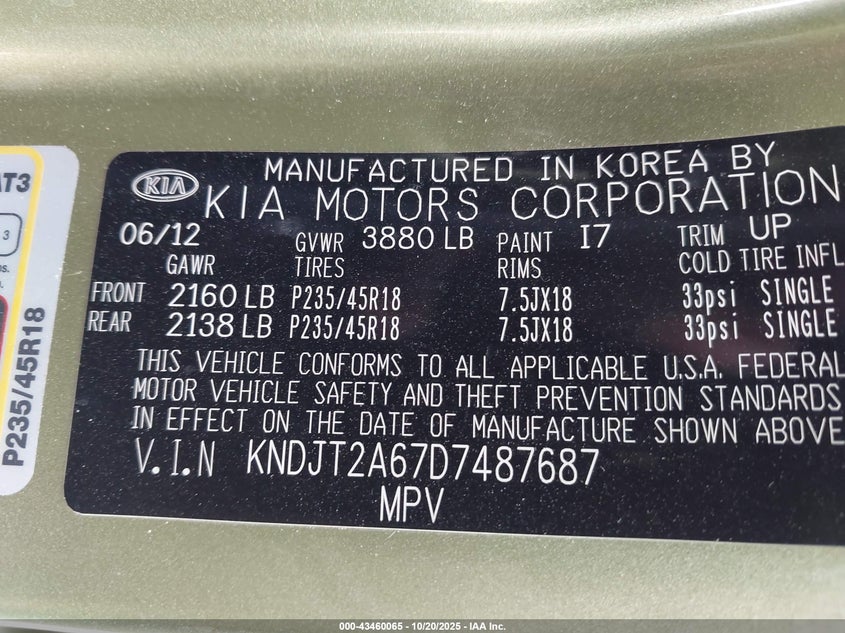 AT3
3
ns.
P235/45R18
MANUFACTURED IN KOREA BY
KIA KIA MOTORS CORPORATION
06/12 GVWR 3880 LB PAINT I7 TRIM UP
GAWR TIRES RIMS COLD TIRE INFL
FRONT 2160 LB P235/45R18 7.5JX18 33psi SINGLE
REAR 2138 LB P235/45R18 7.5JX18 33psi SINGLE
THIS VEHICLE CONFORMS TO ALL APPLICABLE U.S.A. FEDERAL
MOTOR VEHICLE SAFETY AND THEFT PREVENTION STANDARDS
IN EFFECT ON THE DATE OF MANUFACTURE SHOWN ABOVE
V.I.N KNDJT2A67D7487687
MPV
000-43460065 - 10/20/2025 - IAA Inc.